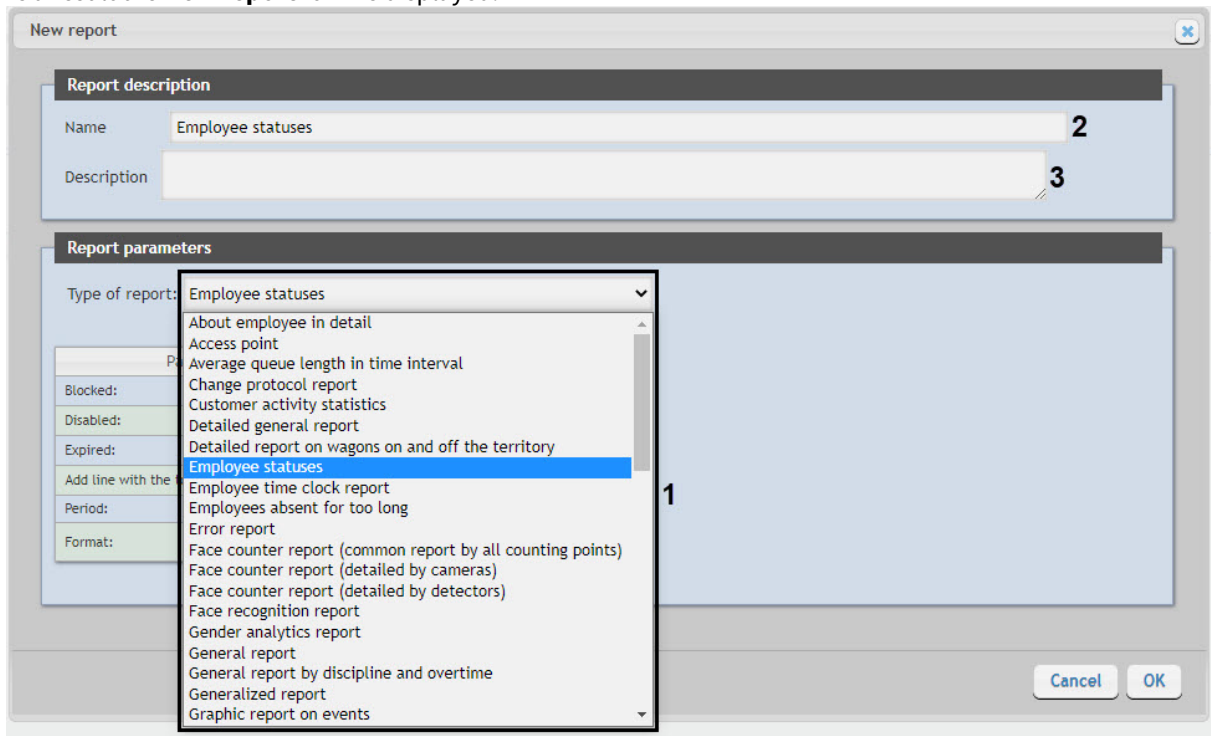 New report
Report description
Name Employee statuses 2
Description 3
Report parameters
Type of report: Employee statuses
About employee in detail
Access point
Average queue length in time interval
Change protocol report
Customer activity statistics
Detailed general report
Detailed report on wagons on and off the territory
Employee statuses
Employee time clock report
Employees absent for too long
Error report
Face counter report (common report by all counting points)
Face counter report (detailed by cameras)
Face counter report (detailed by detectors)
Face recognition report
Gender analytics report
General report
General report by discipline and overtime
Generalized report
Graphic report on events
1
Blocked:
Disabled:
Expired:
Add line with the
Period:
Format:
Cancel OK